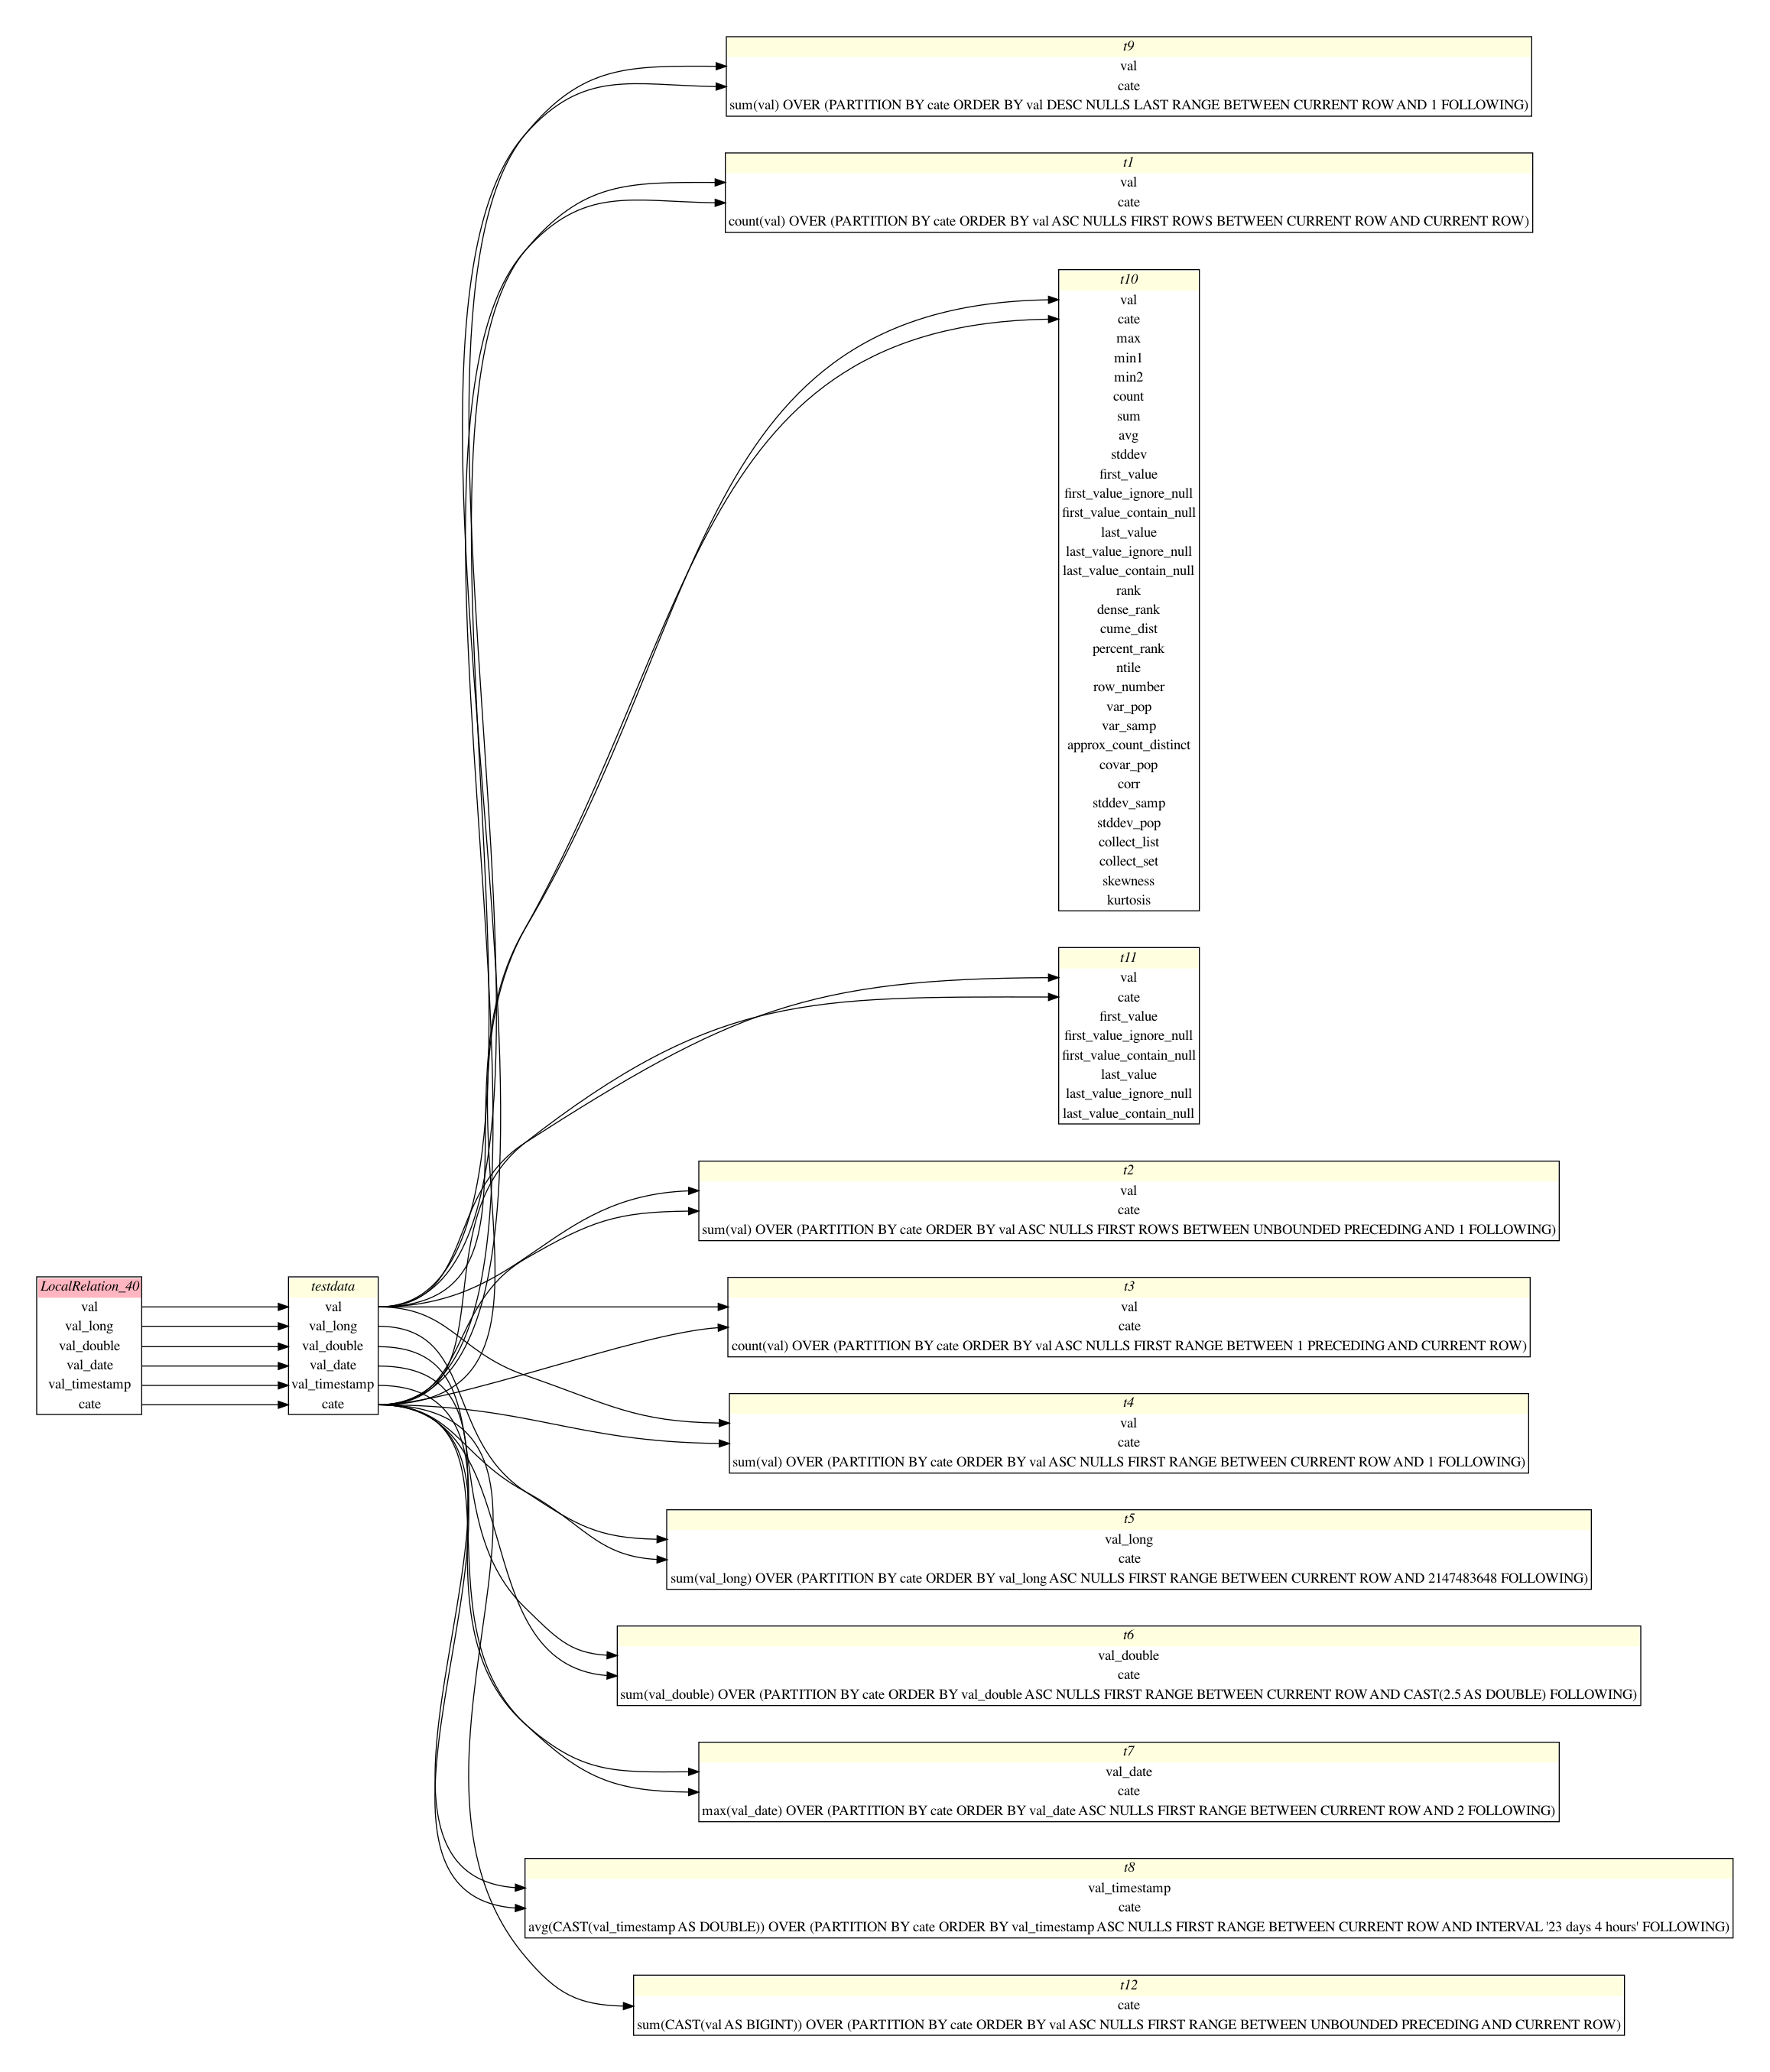 t9
val
cate
sum(val) OVER (PARTITION BY cate ORDER BY val DESC NULLS LAST RANGE BETWEEN CURRENT ROW AND 1 FOLLOWING)
t1
val
cate
count(val) OVER (PARTITION BY cate ORDER BY val ASC NULLS FIRST ROWS BETWEEN CURRENT ROW AND CURRENT ROW)
t10
val
cate
max
min1
min2
count
sum
avg
stddev
first_value
first_value_ignore_null
first_value_contain_null
last_value
last_value_ignore_null
last_value_contain_null
rank
dense_rank
cume_dist
percent_rank
ntile
row_number
var_pop
var_samp
approx_count_distinct
covar_pop
corr
stddev_samp
stddev_pop
collect_list
collect_set
skewness
kurtosis
t11
val
cate
first_value
first_value_ignore_null
first_value_contain_null
last_value
last_value_ignore_null
last_value_contain_null
t2
val
cate
sum(val) OVER (PARTITION BY cate ORDER BY val ASC NULLS FIRST ROWS BETWEEN UNBOUNDED PRECEDING AND 1 FOLLOWING)
LocalRelation_40
val
val_long
val_double
val_date
val_timestamp
cate
testdata
val
val_long
val_double
val_date
val_timestamp
cate
t3
val
cate
count(val) OVER (PARTITION BY cate ORDER BY val ASC NULLS FIRST RANGE BETWEEN 1 PRECEDING AND CURRENT ROW)
t4
val
cate
sum(val) OVER (PARTITION BY cate ORDER BY val ASC NULLS FIRST RANGE BETWEEN CURRENT ROW AND 1 FOLLOWING)
t5
val_long
cate
sum(val_long) OVER (PARTITION BY cate ORDER BY val_long ASC NULLS FIRST RANGE BETWEEN CURRENT ROW AND 2147483648 FOLLOWING)
t6
val_double
cate
sum(val_double) OVER (PARTITION BY cate ORDER BY val_double ASC NULLS FIRST RANGE BETWEEN CURRENT ROW AND CAST(2.5 AS DOUBLE) FOLLOWING)
t7
val_date
cate
max(val_date) OVER (PARTITION BY cate ORDER BY val_date ASC NULLS FIRST RANGE BETWEEN CURRENT ROW AND 2 FOLLOWING)
t8
val_timestamp
cate
avg(CAST(val_timestamp AS DOUBLE)) OVER (PARTITION BY cate ORDER BY val_timestamp ASC NULLS FIRST RANGE BETWEEN CURRENT ROW AND INTERVAL '23 days 4 hours' FOLLOWING)
t12
cate
sum(CAST(val AS BIGINT)) OVER (PARTITION BY cate ORDER BY val ASC NULLS FIRST RANGE BETWEEN UNBOUNDED PRECEDING AND CURRENT ROW)